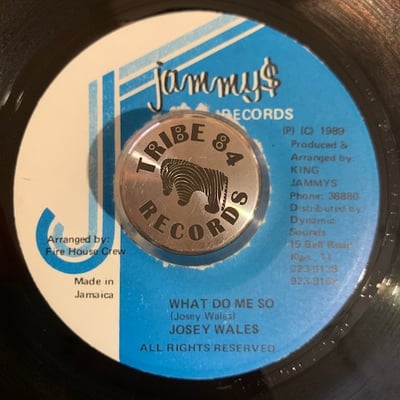 jammy$
RECORDS
TRIBE 84
RECORDS
(P) (C) 1989
Produced &
Arranged by:
KING
JAMMYS
Phone: 38880
Distributed by
Dynamic
Sounds
15 Bell Road
Kgn. 11
Arranged by:
Fire House Crew
Made in
Jamaica
WHAT DO ME SO
(Josey Wales)
JOSEY WALES
ALL RIGHTS RESERVED.